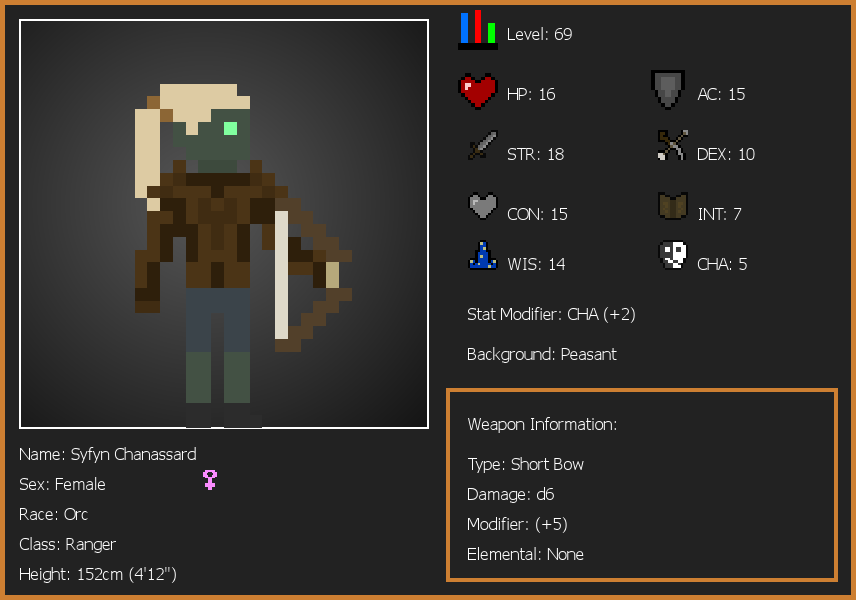 Level: 69
HP: 16
AC: 15
STR: 18
DEX: 10
CON: 15
INT: 7
WIS: 14
CHA: 5
Stat Modifier: CHA (+2)
Background: Peasant
Weapon Information:
Type: Short Bow
Damage: d6
Modifier: (+5)
Elemental: None
Name: Syfyn Chanassard
Sex: Female
Race: Orc
Class: Ranger
Height: 152cm (4'12")